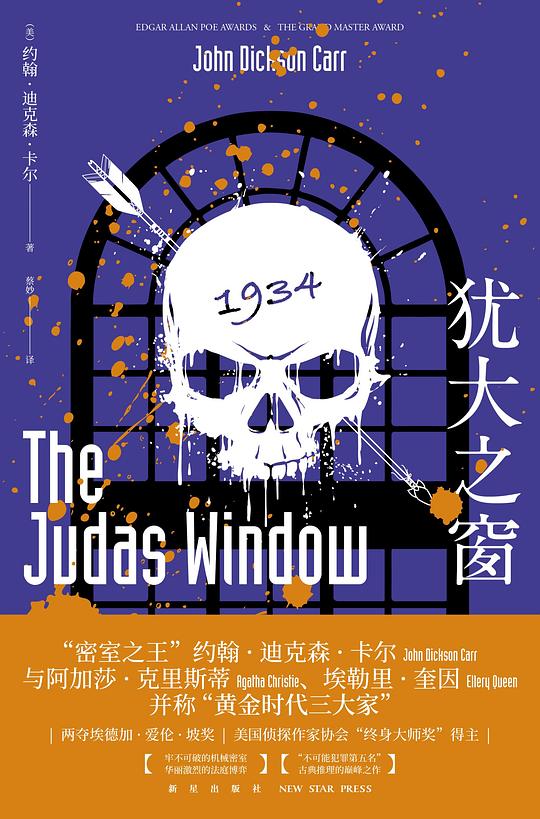 EDGAR ALLAN POE AWARDS & THE GRAND MASTER AWARD
John Dickson Carr
（美）约翰·迪克森·卡尔——著
蔡妙——译
1934
犹大之窗
The
Judas Window
“密室之王”约翰·迪克森·卡尔 John Dickson Carr
与阿加莎·克里斯蒂 Agatha Christie、埃勒里·奎因 Ellery Queen
并称“黄金时代三大家”
| 两夺埃德加·爱伦·坡奖 | 美国侦探作家协会“终身大师奖”得主 |
【 牢不可破的机械密室
华丽激烈的法庭博弈 】
【 “不可能犯罪第五名”
古典推理的巅峰之作 】
新星出版社 NEW STAR PRESS